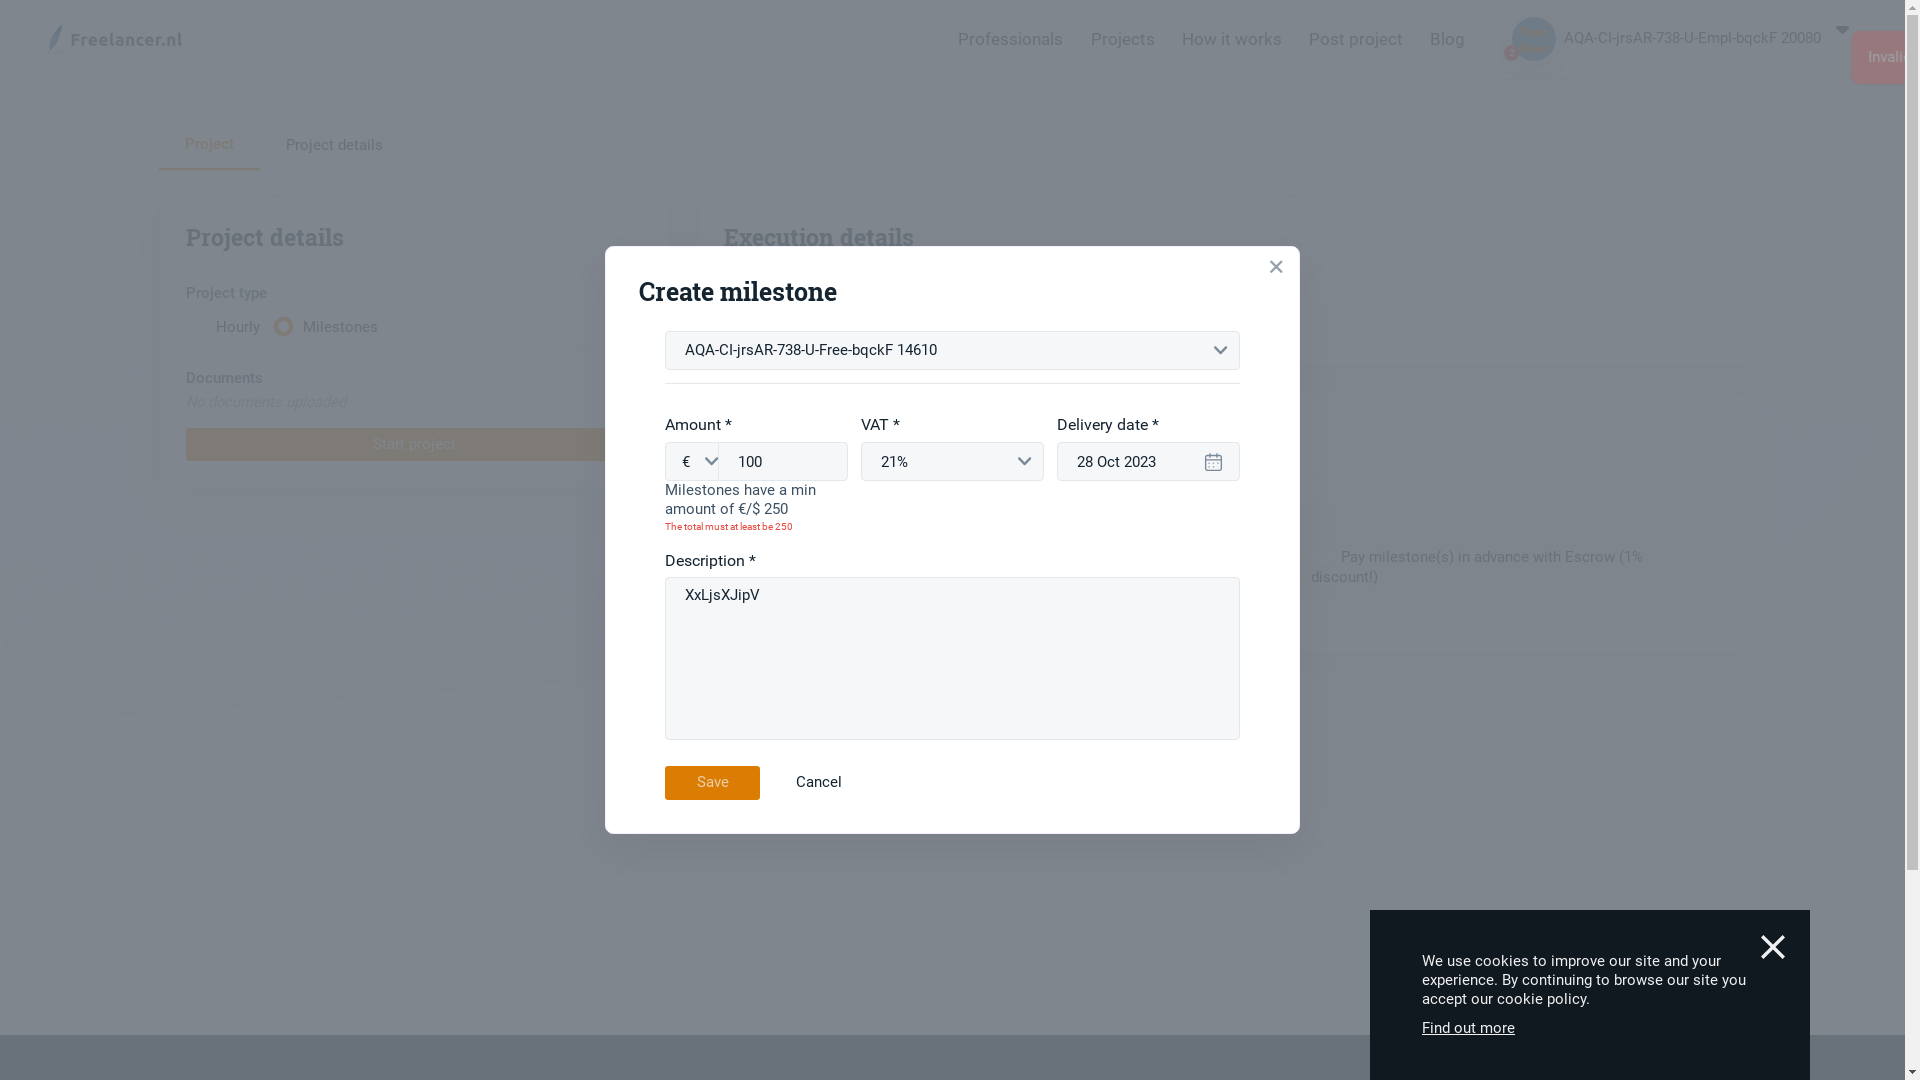 Freelancer.nl
Professionals
Projects
How it works
Post project
Blog
2
AQA-CI-jrsAR-738-U-Empl-bqckF 20080
Project
Project details
Project details
Execution details
Project type
Hourly
Milestones
Documents
No documents uploaded
Start project
Pay milestone(s) in advance with Escrow (1%
discount!)
Create milestone
AQA-CI-jrsAR-738-U-Free-bqckF 14610
Amount *
VAT *
Delivery date *
€
100
21%
28 Oct 2023
Milestones have a min
amount of €/$ 250
The total must at least be 250
Description *
XxLjsXJipV
Save
Cancel
We use cookies to improve our site and your
experience. By continuing to browse our site you
accept our cookie policy.
Find out more